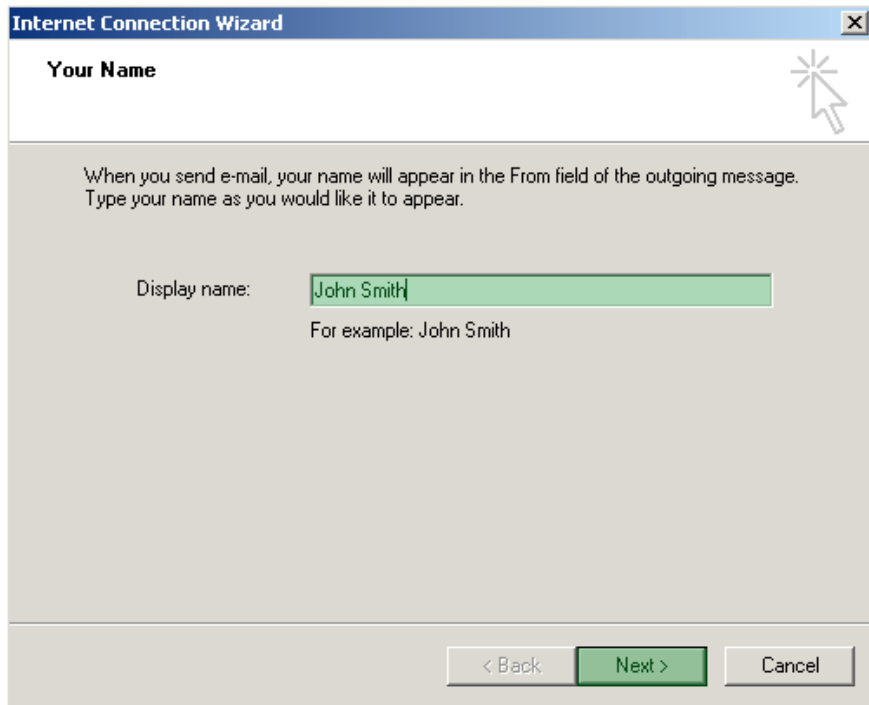 Internet Connection Wizard
Your Name
When you send e-mail, your name will appear in the From field of the outgoing message.
Type your name as you would like it to appear.
Display name: John Smith
For example: John Smith
< Back Next > Cancel